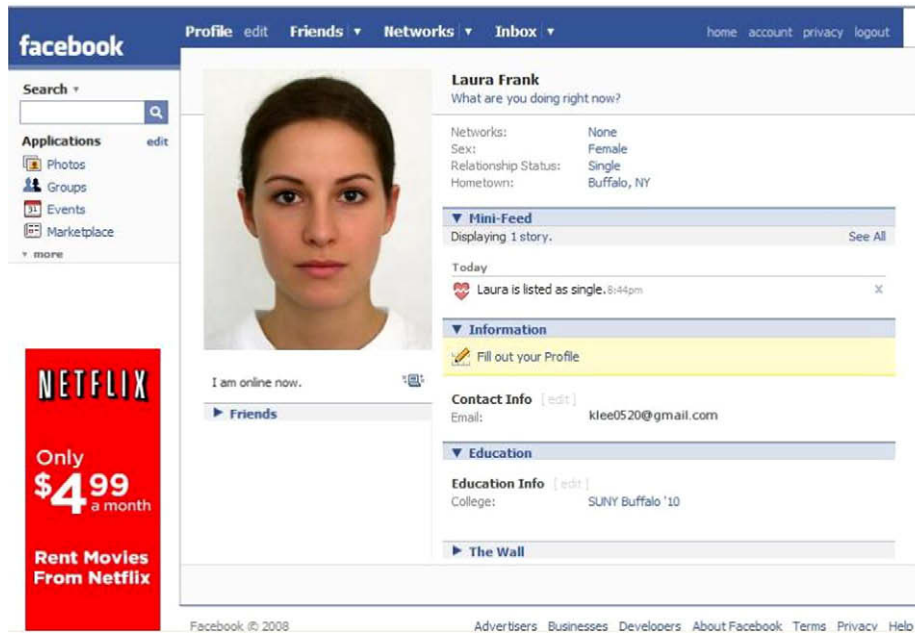 facebook
Profile edit Friends Networks Inbox
home account privacy logout
Search
Applications edit
Photos
Groups
31 Events
Marketplace
more
NETFLIX
Only
$4.99
a month
Rent Movies
From Netflix
I am online now.
Friends
Laura Frank
What are you doing right now?
Networks: None
Sex: Female
Relationship Status: Single
Hometown: Buffalo, NY
Mini-Feed
Displaying 1 story. See All
Today
Laura is listed as single. 8:44pm x
Information
Fill out your Profile
Contact Info [edit]
Email: klee0520@gmail.com
Education
Education Info [edit]
College: SUNY Buffalo '10
The Wall
Facebook © 2008
Advertisers Businesses Developers About Facebook Terms Privacy Help